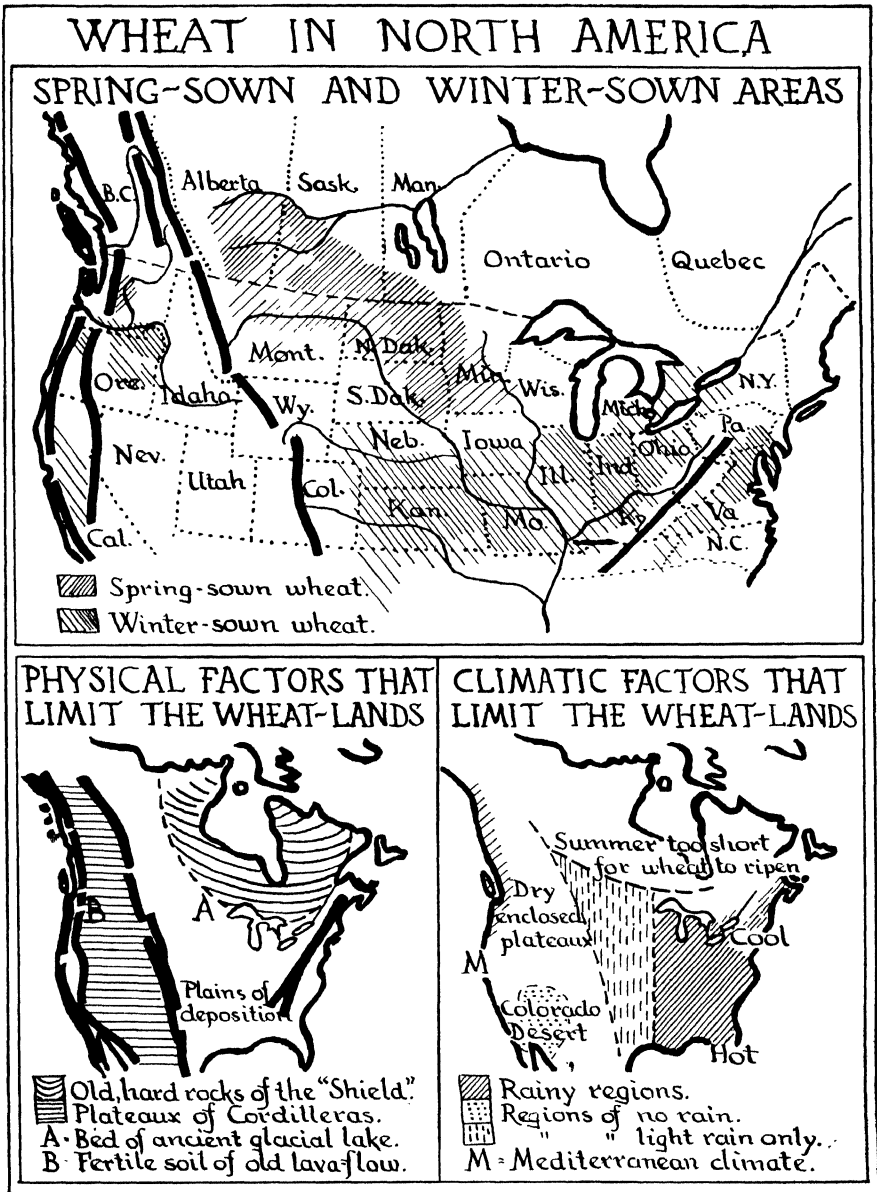 WHEAT IN NORTH AMERICA
SPRING-SOWN AND WINTER-SOWN AREAS
B.C.
Alberta
Sask.
Man.
Ontario
Quebec
Mont.
N.Dak.
Min.
Ore.
Idaho
Wy.
S.Dak.
Wis.
Mich.
N.Y.
Nev.
Neb.
Iowa
Pa
Utah
Col.
Ill.
Ind.
Ohio
Kan.
Mo.
Ky.
Va
Cal.
N.C.
Spring-sown wheat.
Winter-sown wheat.
PHYSICAL FACTORS THAT
LIMIT THE WHEAT-LANDS
B
A
Plains of
deposition
Old, hard rocks of the "Shield".
Plateaux of Cordilleras.
A - Bed of ancient glacial lake.
B - Fertile soil of old lava-flow.
CLIMATIC FACTORS THAT
LIMIT THE WHEAT-LANDS
Summer too short
for wheat to ripen
Dry
enclosed
plateaux
Cool
M
Colorado
Desert
Hot
Rainy regions.
Regions of no rain.
" " light rain only.
M = Mediterranean climate.